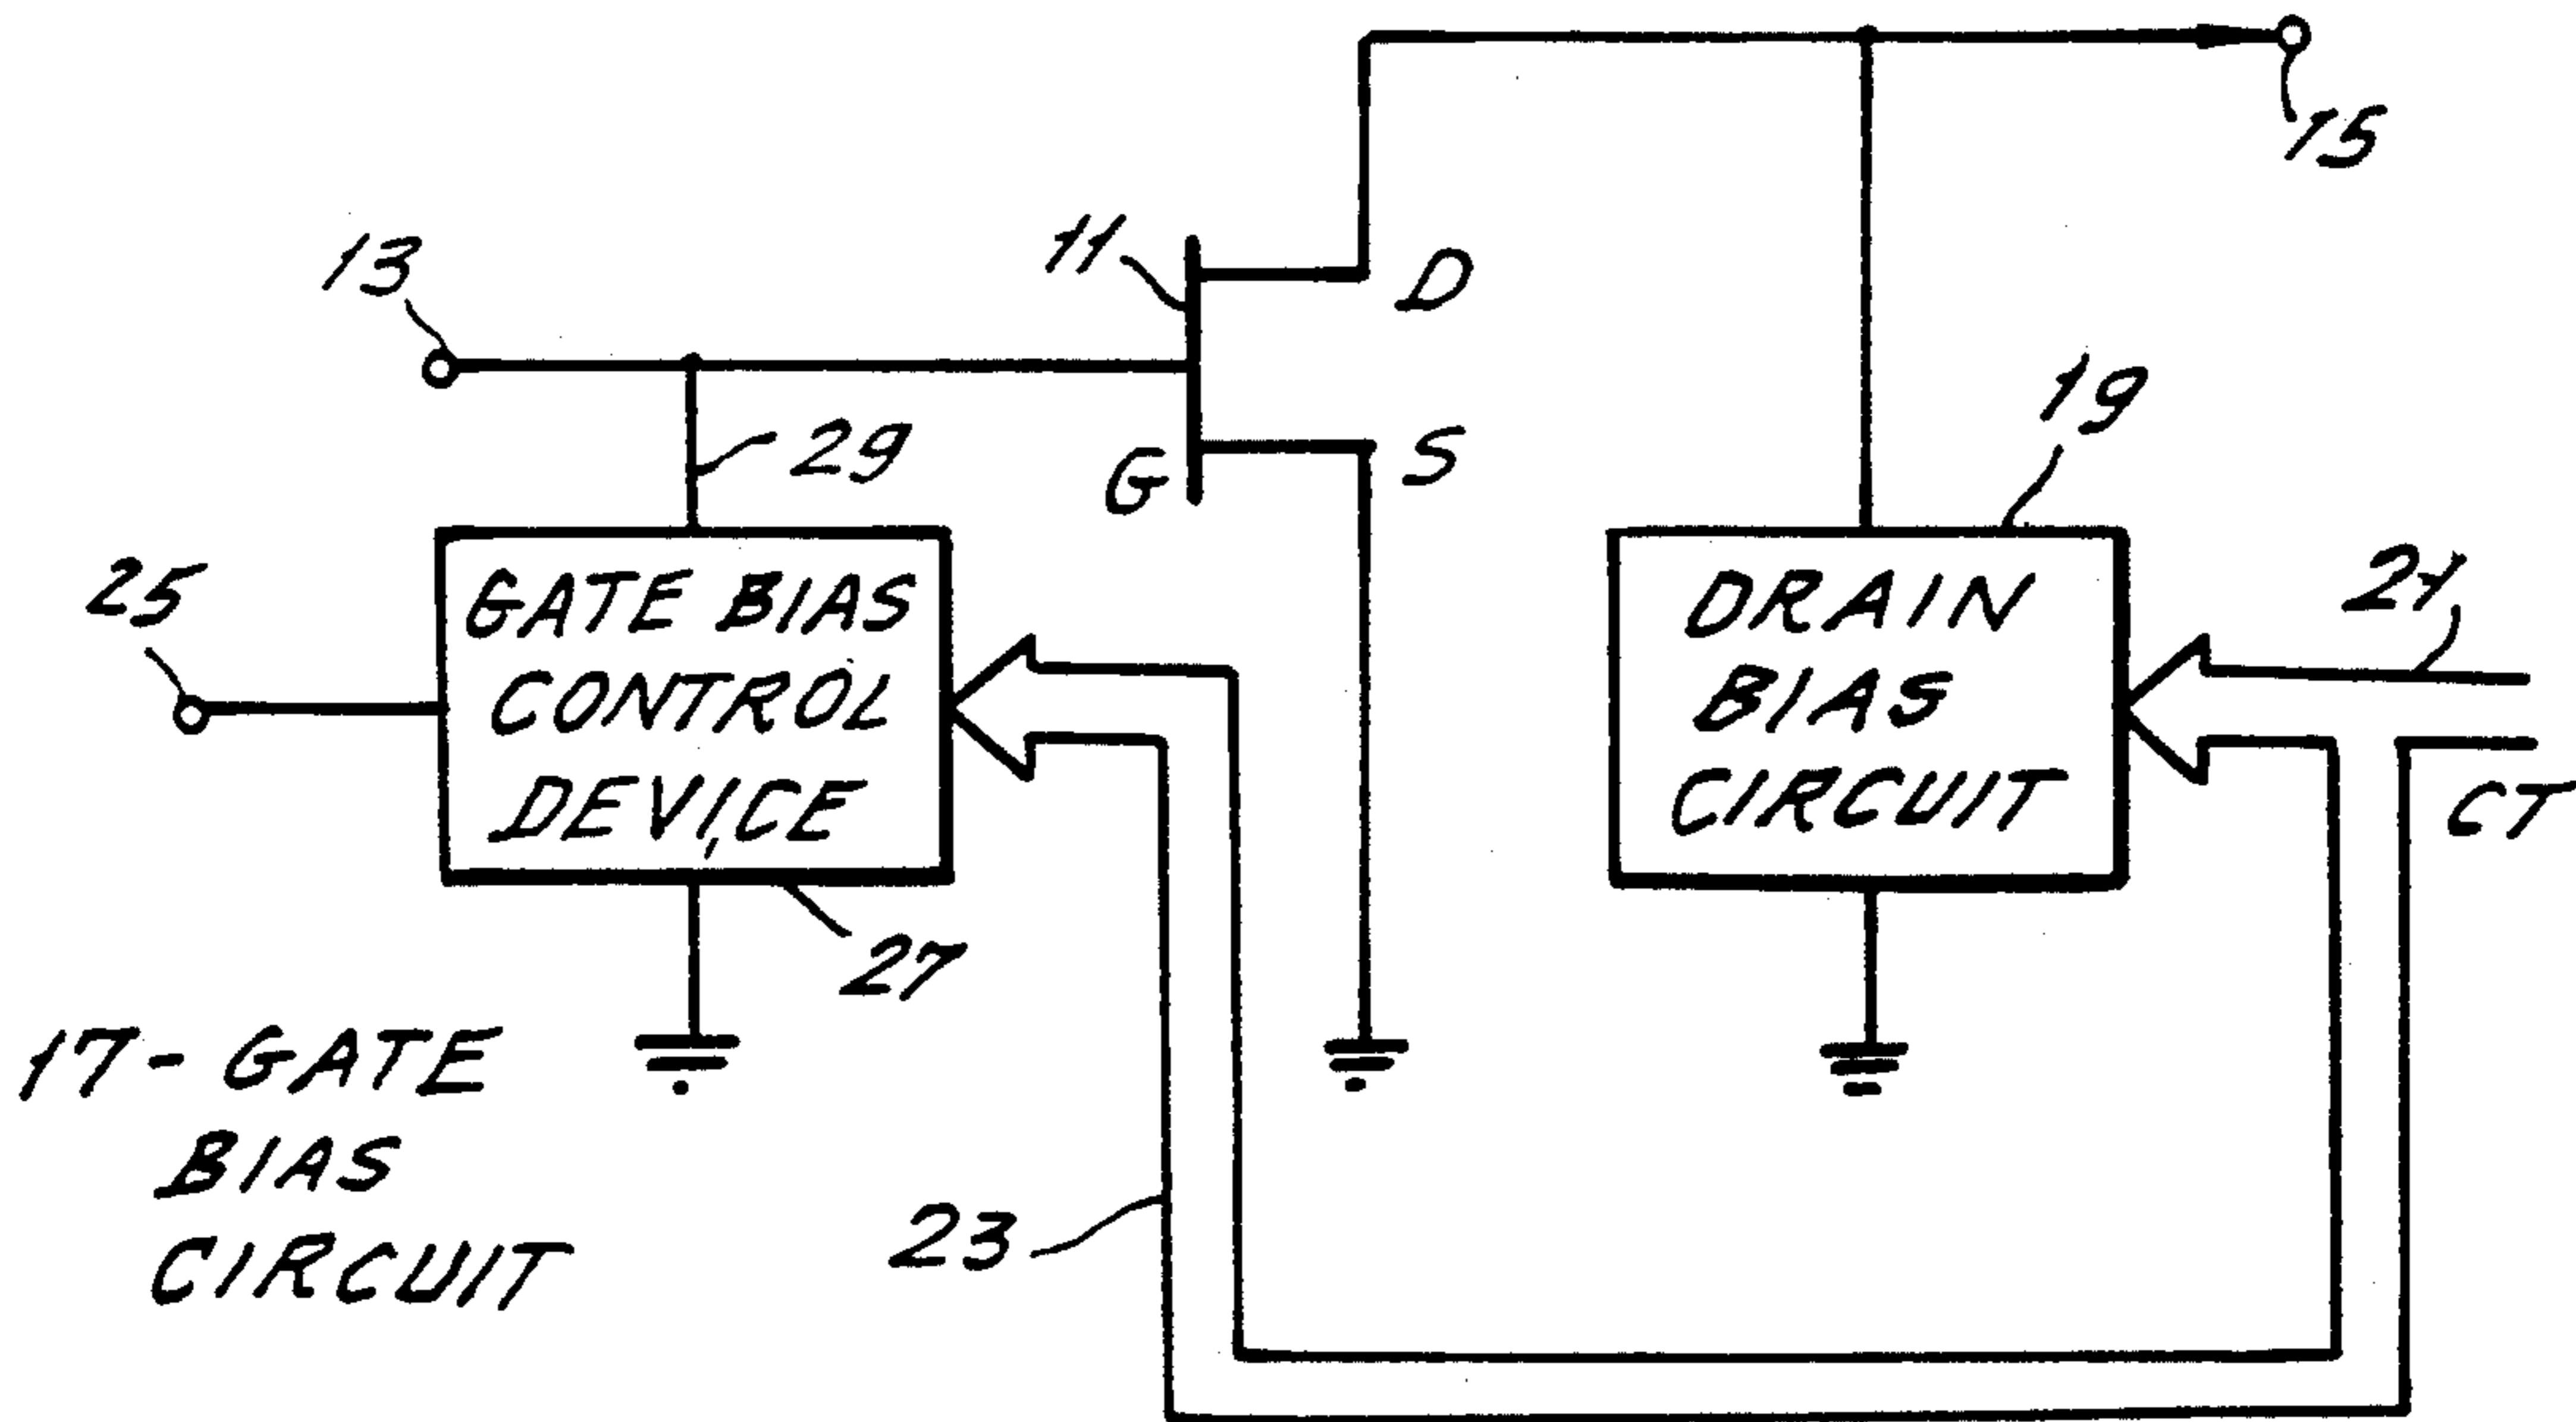 15
13
11
D
29
G
S
19
25
GATE BIAS
CONTROL
DEVICE
DRAIN
BIAS
CIRCUIT
21
CT
27
17-GATE
BIAS
CIRCUIT
23